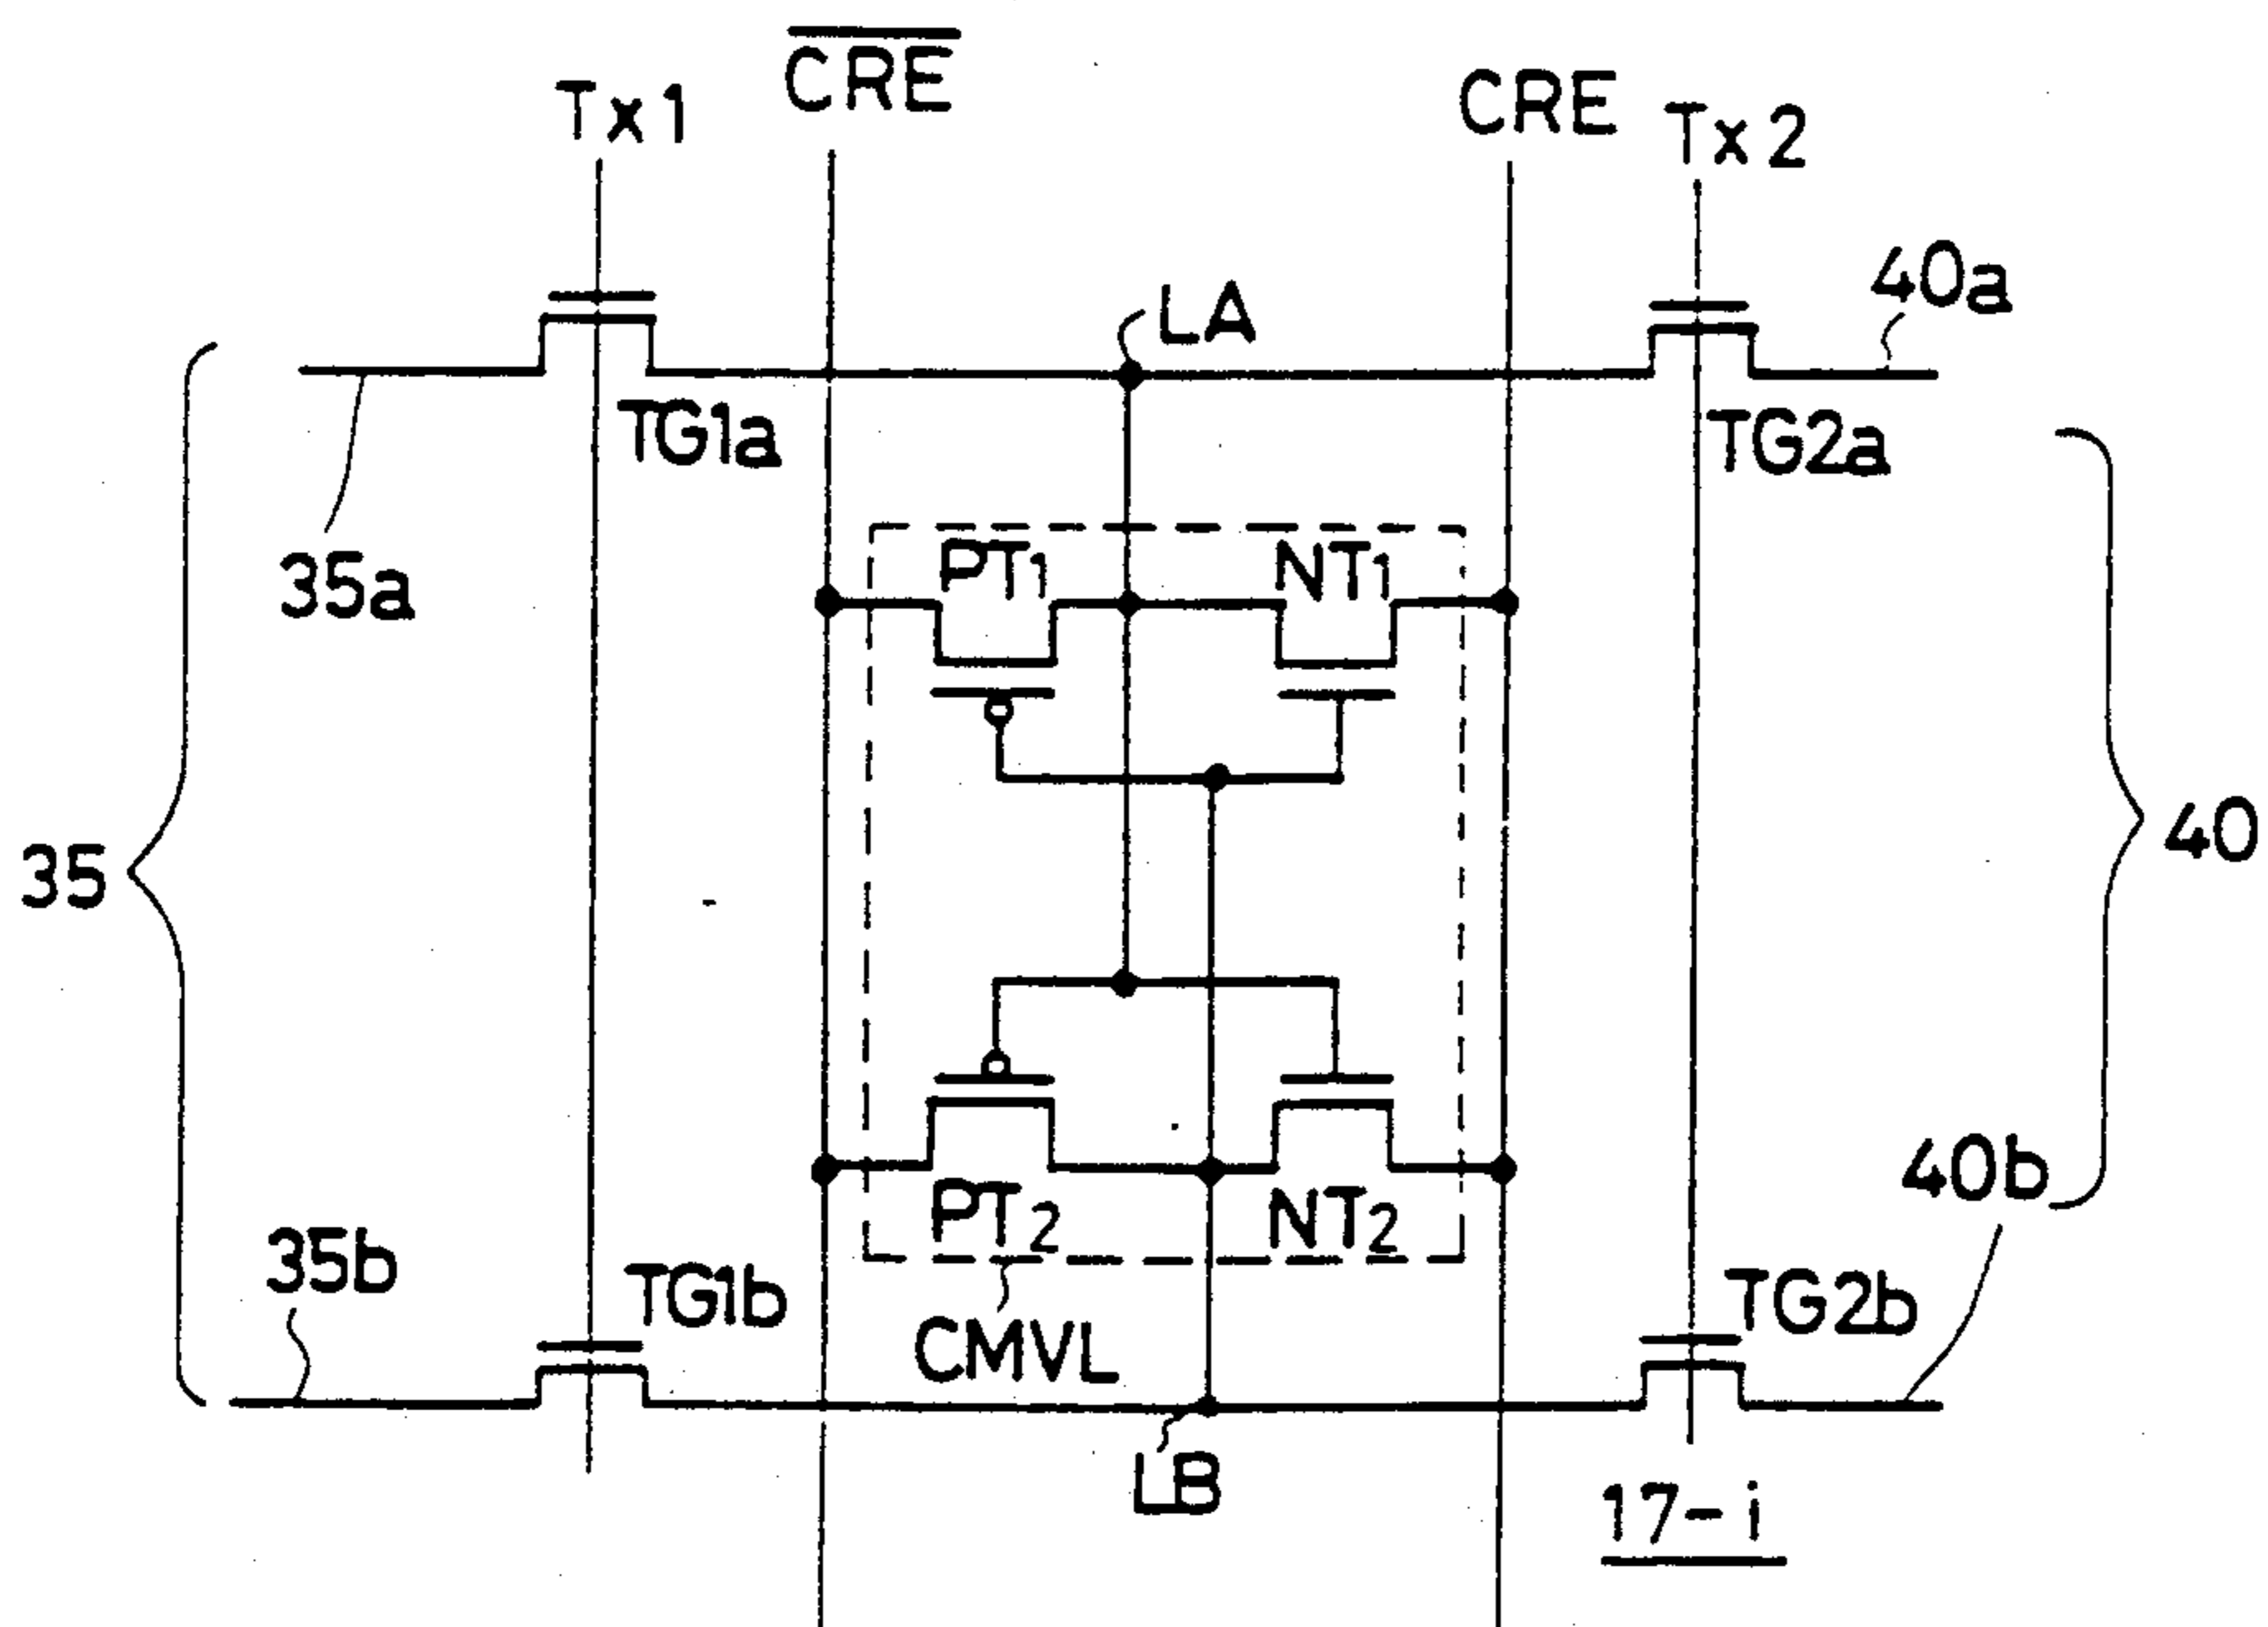 Tx1
C̅R̅E̅
CRE
Tx2
40a
LA
TG1a
TG2a
35a
PT1
NT1
35
40
PT2
NT2
40b
35b
TG1b
TG2b
CMVL
LB
17-i